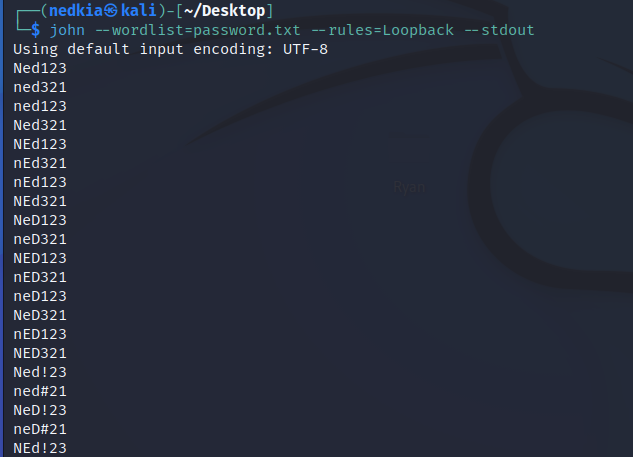 ┌──(nedkia㉿kali)-[~/Desktop]
└─$ john --wordlist=password.txt --rules=Loopback --stdout
Using default input encoding: UTF-8
Ned123
ned321
ned123
Ned321
NEd123
nEd321
nEd123
NEd321
NeD123
neD321
NED123
nED321
neD123
NeD321
nED123
NED321
Ned!23
ned#21
NeD!23
neD#21
NEd!23
Ryan